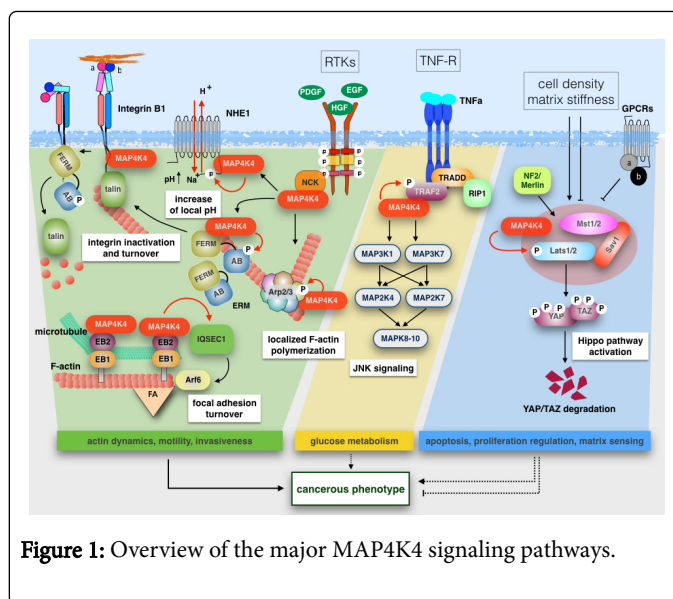 RTKs
TNF-R
cell density
matrix stiffness
GPCRs
a
b
Integrin B1
H+
NHE1
PDGF
EGF
HGF
TNFa
FERM
MAP4K4
pH
Na+
P
MAP4K4
P
P
P
P
P
P
NCK
MAP4K4
increase
of local pH
AB
P
talin
talin
integrin inactivation
and turnover
MAP4K4
FERM
AB
P
FERM
AB
ERM
Arp2/3
P
MAP4K4
localized F-actin
polymerization
P
TRAF2
TRADD
RIP1
MAP4K4
MAP3K1
MAP3K7
MAP2K4
MAP2K7
MAPK8-10
JNK signaling
a
b
NF2/
Merlin
MAP4K4
Mst1/2
P
Lats1/2
Sav1
P
P
P
P
P
YAP
TAZ
Hippo pathway
activation
YAP/TAZ degradation
microtubule
MAP4K4
MAP4K4
EB2
EB2
EB1
EB1
IQSEC1
F-actin
FA
Arf6
focal adhesion
turnover
actin dynamics, motility, invasiveness
glucose metabolism
apoptosis, proliferation regulation, matrix sensing
cancerous phenotype
Figure 1: Overview of the major MAP4K4 signaling pathways.